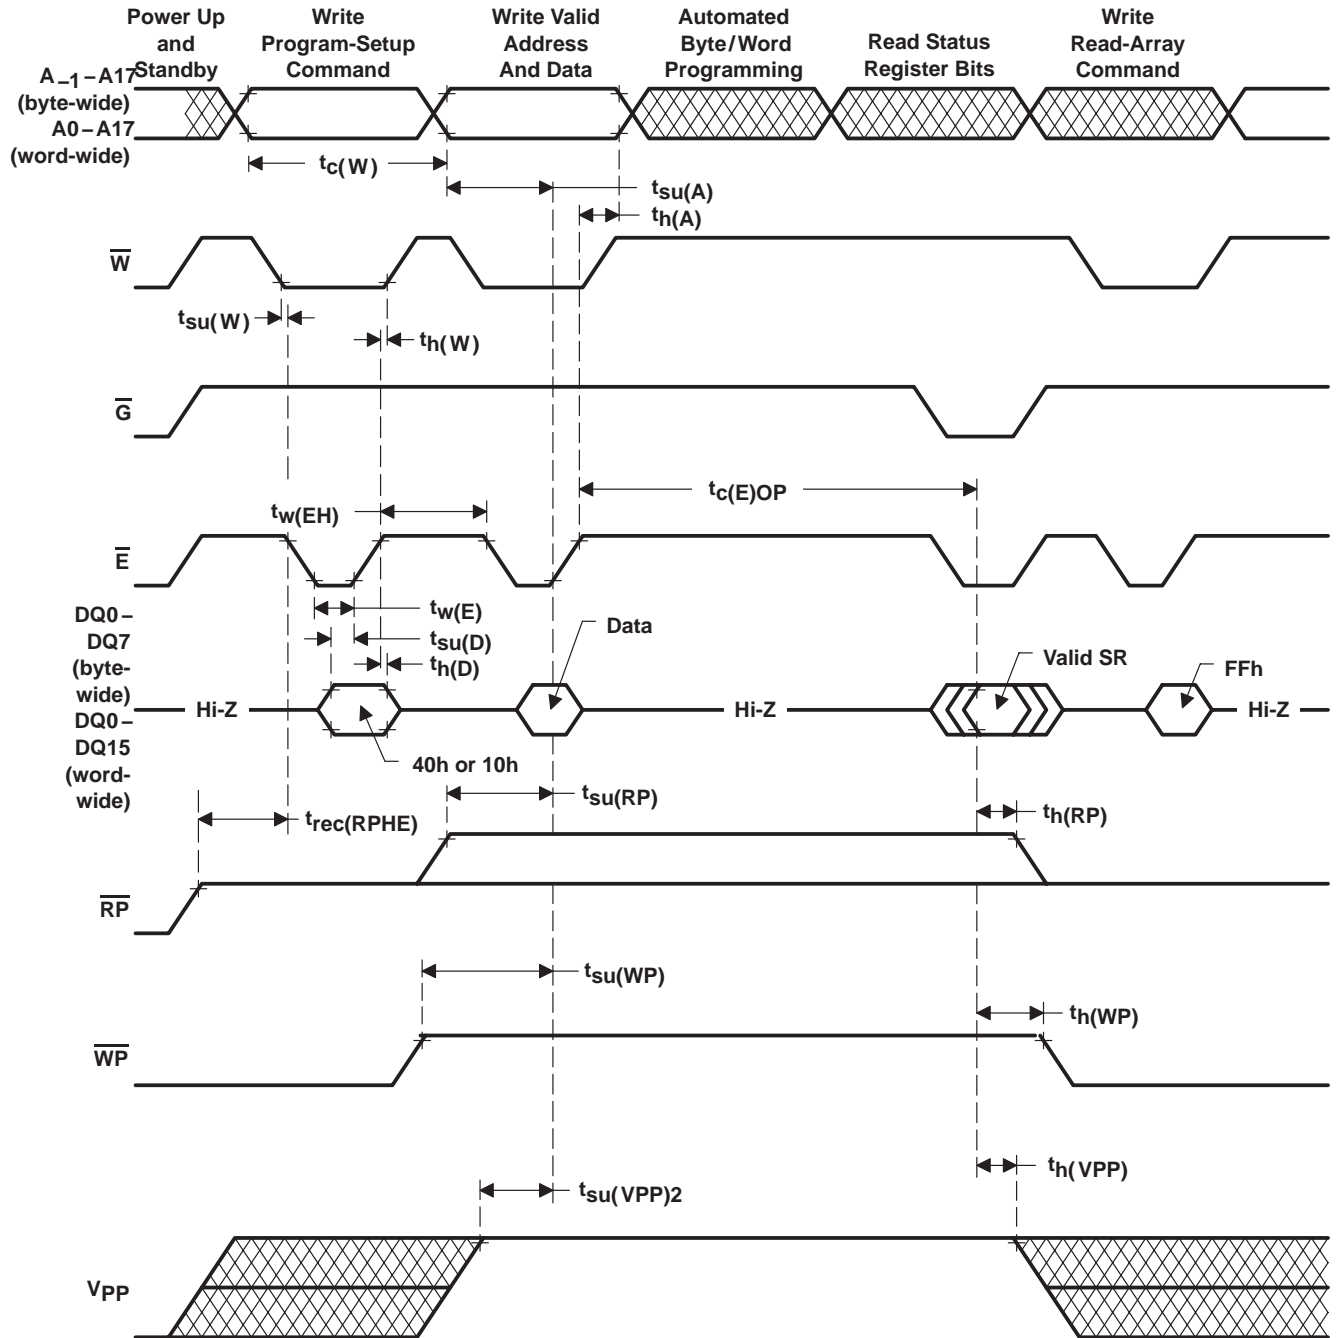 Power Up
and
Standby
Write
Program-Setup
Command
Write Valid
Address
And Data
Automated
Byte/Word
Programming
Read Status
Register Bits
Write
Read-Array
Command
A–1–A17
(byte-wide)
A0–A17
(word-wide)
tc(W)
tsu(A)
th(A)
W
tsu(W)
th(W)
G
tc(E)OP
tw(EH)
E
tw(E)
tsu(D)
th(D)
DQ0–
DQ7
(byte-
wide)
DQ0–
DQ15
(word-
wide)
Hi-Z
Data
Hi-Z
Valid SR
FFh
Hi-Z
40h or 10h
tsu(RP)
trec(RPHE)
th(RP)
RP
tsu(WP)
th(WP)
WP
th(VPP)
tsu(VPP)2
VPP